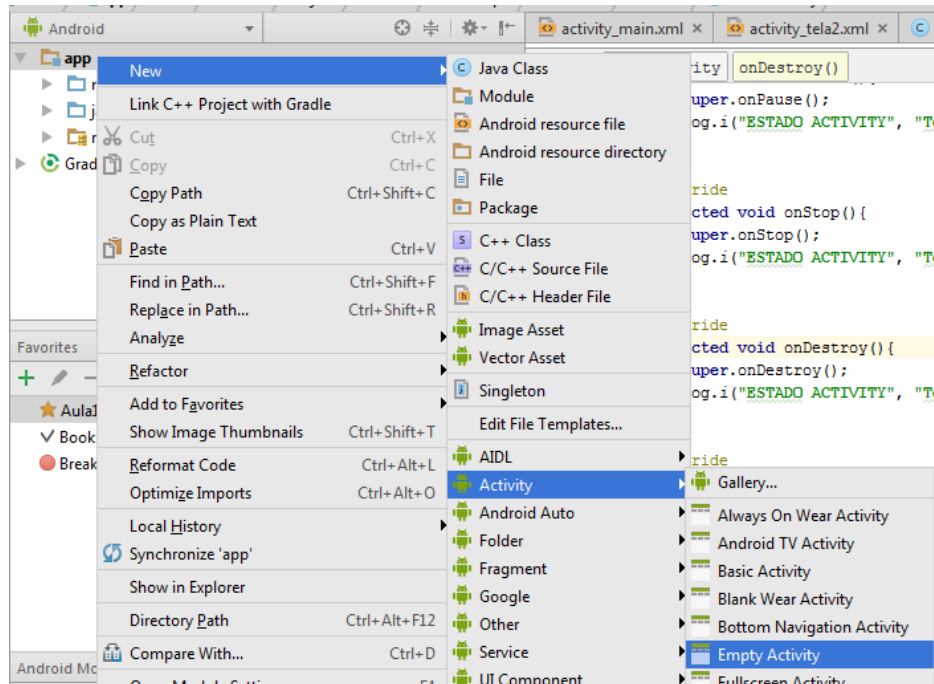 Android
activity_main.xml
activity_tela2.xml
app
Grad
Favorites
Aula1
Book
Break
New
Link C++ Project with Gradle
Cut Ctrl+X
Copy Ctrl+C
Copy Path Ctrl+Shift+C
Copy as Plain Text
Paste Ctrl+V
Find in Path... Ctrl+Shift+F
Replace in Path... Ctrl+Shift+R
Analyze
Refactor
Add to Favorites
Show Image Thumbnails Ctrl+Shift+T
Reformat Code Ctrl+Alt+L
Optimize Imports Ctrl+Alt+O
Local History
Synchronize 'app'
Show in Explorer
Directory Path Ctrl+Alt+F12
Compare With... Ctrl+D
Java Class
Module
Android resource file
Android resource directory
File
Package
C++ Class
C/C++ Source File
C/C++ Header File
Image Asset
Vector Asset
Singleton
Edit File Templates...
AIDL
Activity
Android Auto
Folder
Fragment
Google
Other
Service
UI Component
Gallery...
Always On Wear Activity
Android TV Activity
Basic Activity
Blank Wear Activity
Bottom Navigation Activity
Empty Activity
Fullscreen Activity
ity onDestroy()
uper.onPause();
og.i("ESTADO ACTIVITY", "T
ride
cted void onStop(){
uper.onStop();
og.i("ESTADO ACTIVITY", "T
ride
cted void onDestroy(){
uper.onDestroy();
og.i("ESTADO ACTIVITY", "T
ride